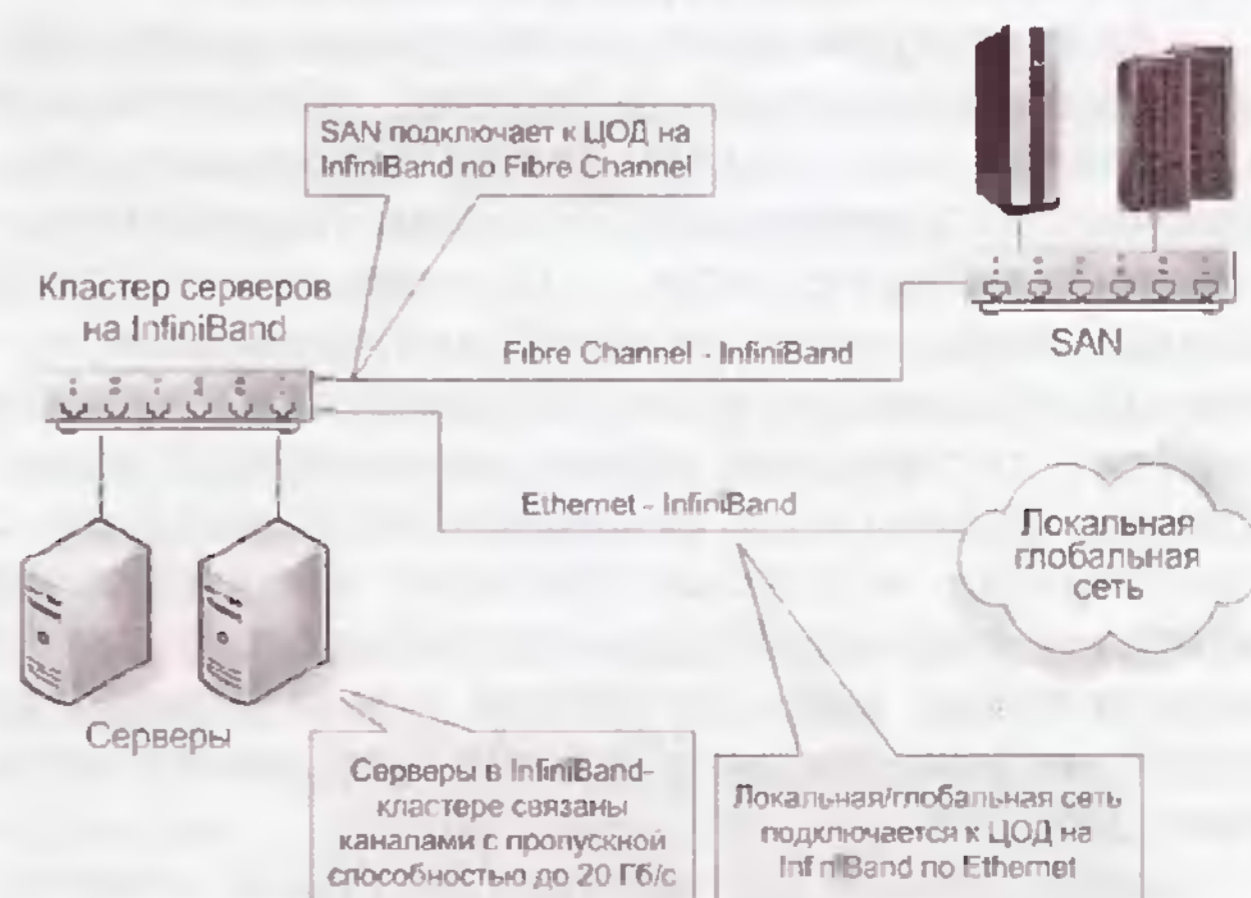 SAN подключает к ЦОД на
InfiniBand по Fibre Channel
Кластер серверов
на InfiniBand
Fibre Channel - InfiniBand
SAN
Ethernet - InfiniBand
Локальная
глобальная
сеть
Серверы
Серверы в InfiniBand-
кластере связаны
каналами с пропускной
способностью до 20 Гб/с
Локальная/глобальная сеть
подключается к ЦОД на
InfiniBand по Ethernet